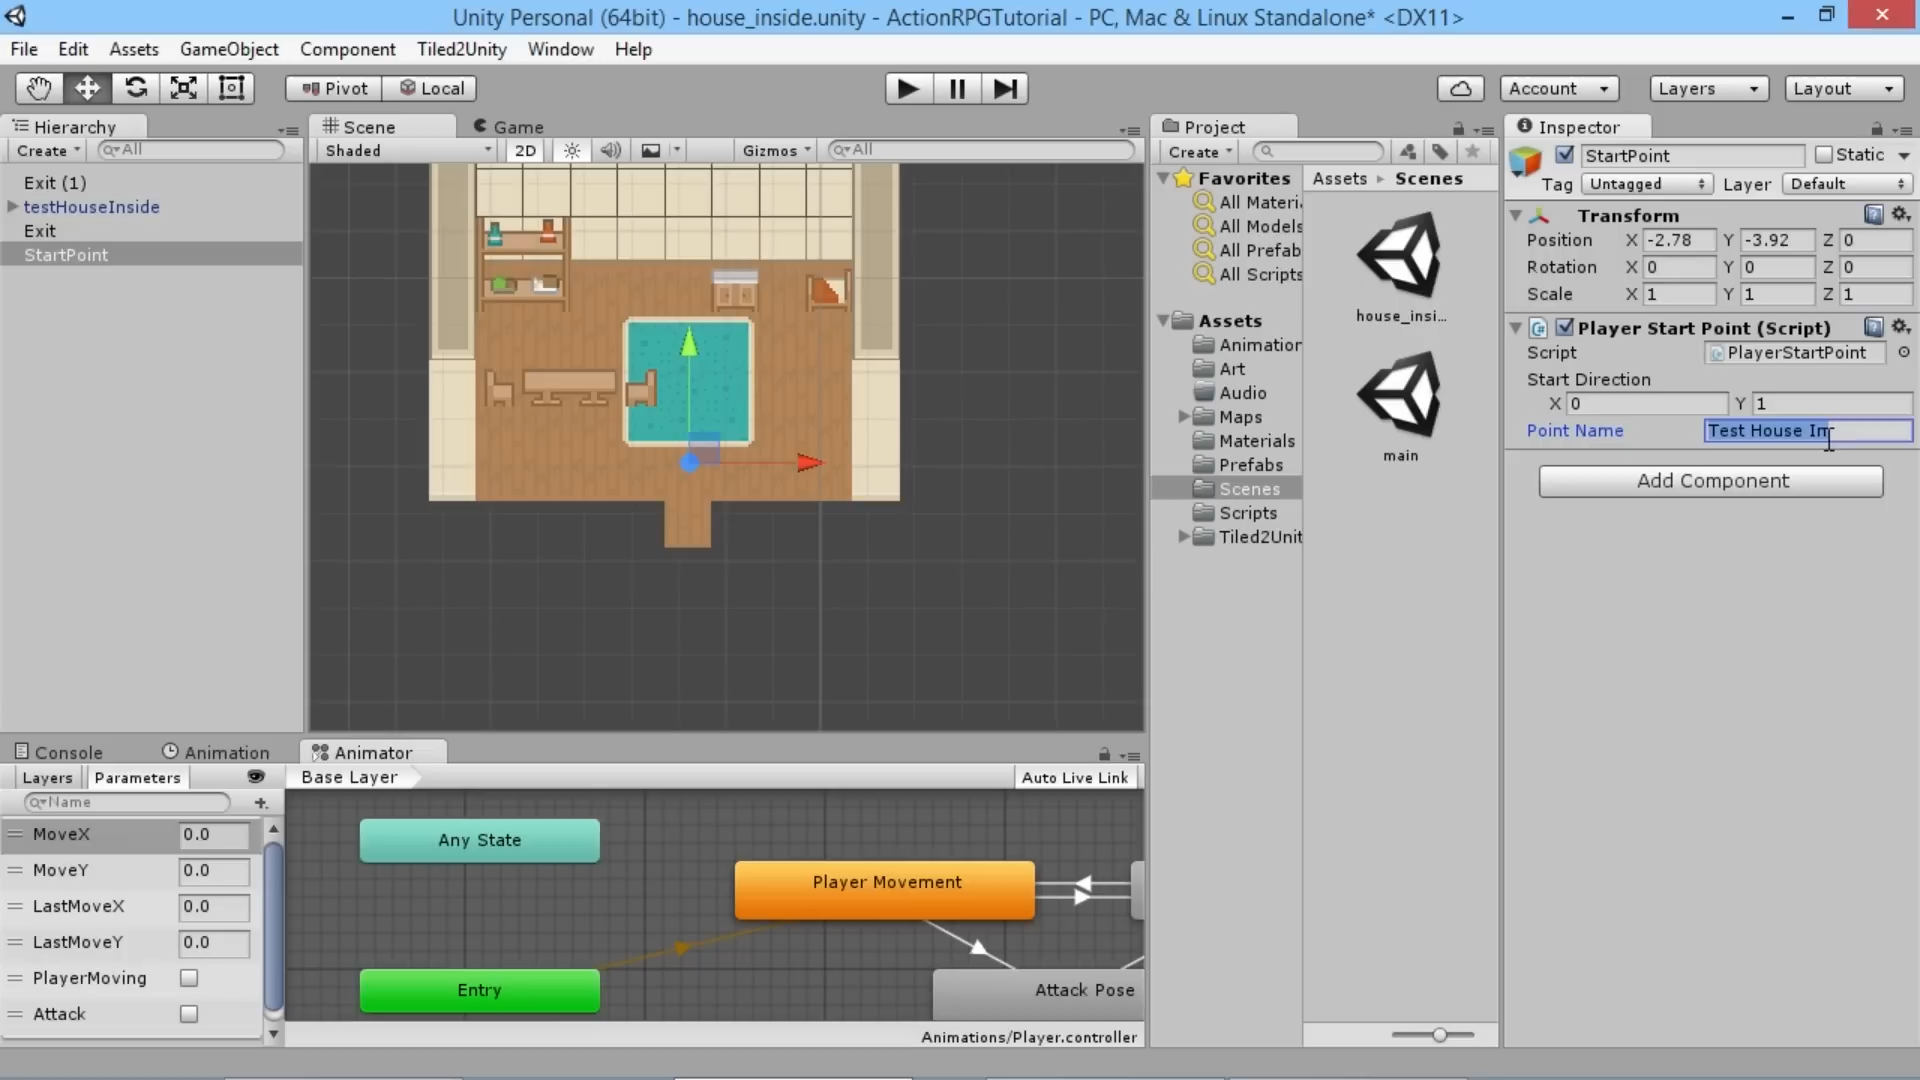 Unity Personal (64bit) - house_inside.unity - ActionRPGTutorial - PC, Mac & Linux Standalone* <DX11>
File Edit Assets GameObject Component Tiled2Unity Window Help
Pivot Local Account Layers Layout
Hierarchy
Create All
Exit (1)
testHouseInside
Exit
StartPoint
Scene Game
Shaded 2D Gizmos All
Project
Create
Favorites
All Materi
All Models
All Prefab
All Scripts
Assets
Animation
Art
Audio
Maps
Materials
Prefabs
Scenes
Scripts
Tiled2Unit
Assets Scenes
house_insi...
main
Inspector
StartPoint Static
Tag Untagged Layer Default
Transform
Position X -2.78 Y -3.92 Z 0
Rotation X 0 Y 0 Z 0
Scale X 1 Y 1 Z 1
Player Start Point (Script)
Script PlayerStartPoint
Start Direction
X 0 Y 1
Point Name Test House In
Add Component
Console Animation Animator
Layers Parameters
Name
MoveX 0.0
MoveY 0.0
LastMoveX 0.0
LastMoveY 0.0
PlayerMoving
Attack
Base Layer Auto Live Link
Any State
Player Movement
Entry
Attack Pose
Animations/Player.controller